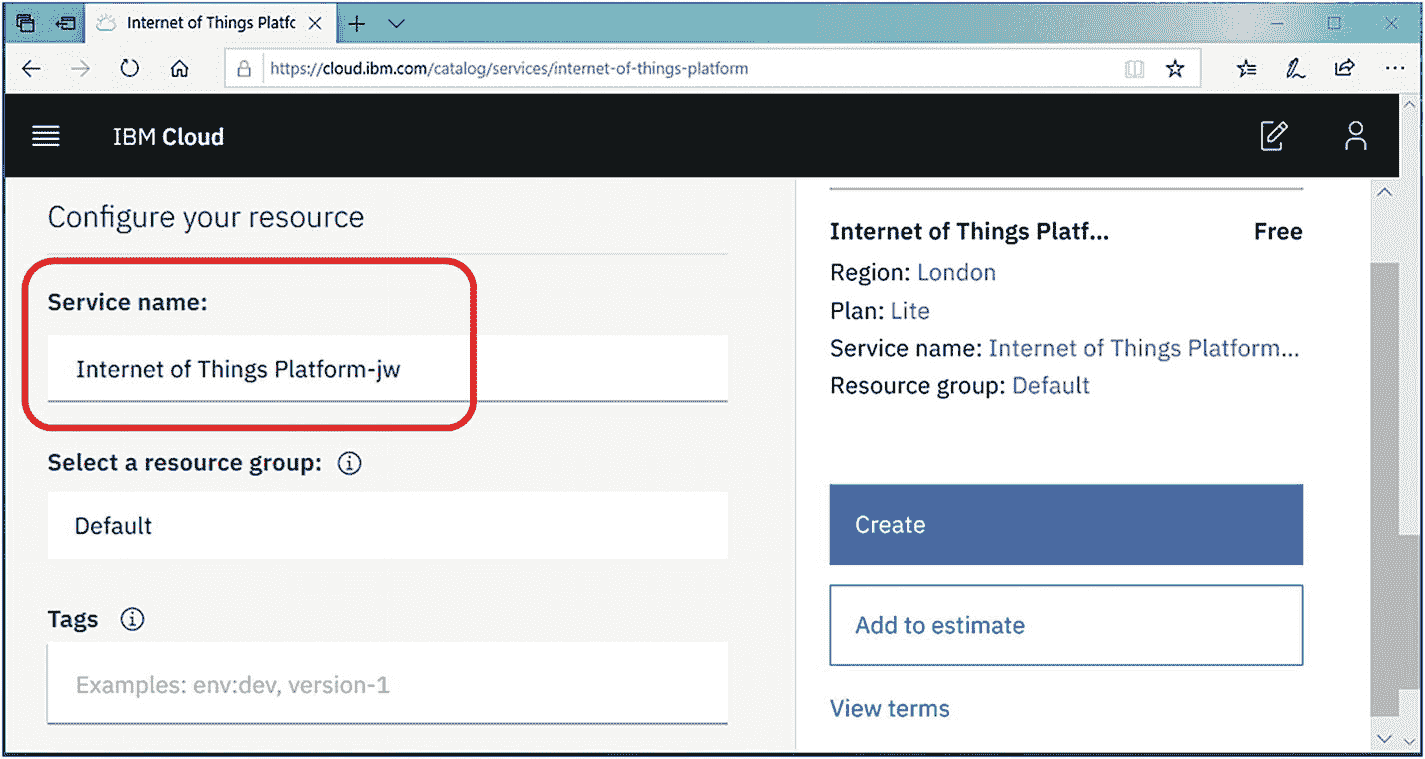 Internet of Things Platfo
https://cloud.ibm.com/catalog/services/internet-of-things-platform
IBM Cloud
Configure your resource
Service name:
Internet of Things Platform-jw
Select a resource group:
Default
Tags
Examples: env:dev, version-1
Internet of Things Platf...
Free
Region: London
Plan: Lite
Service name: Internet of Things Platform...
Resource group: Default
Create
Add to estimate
View terms